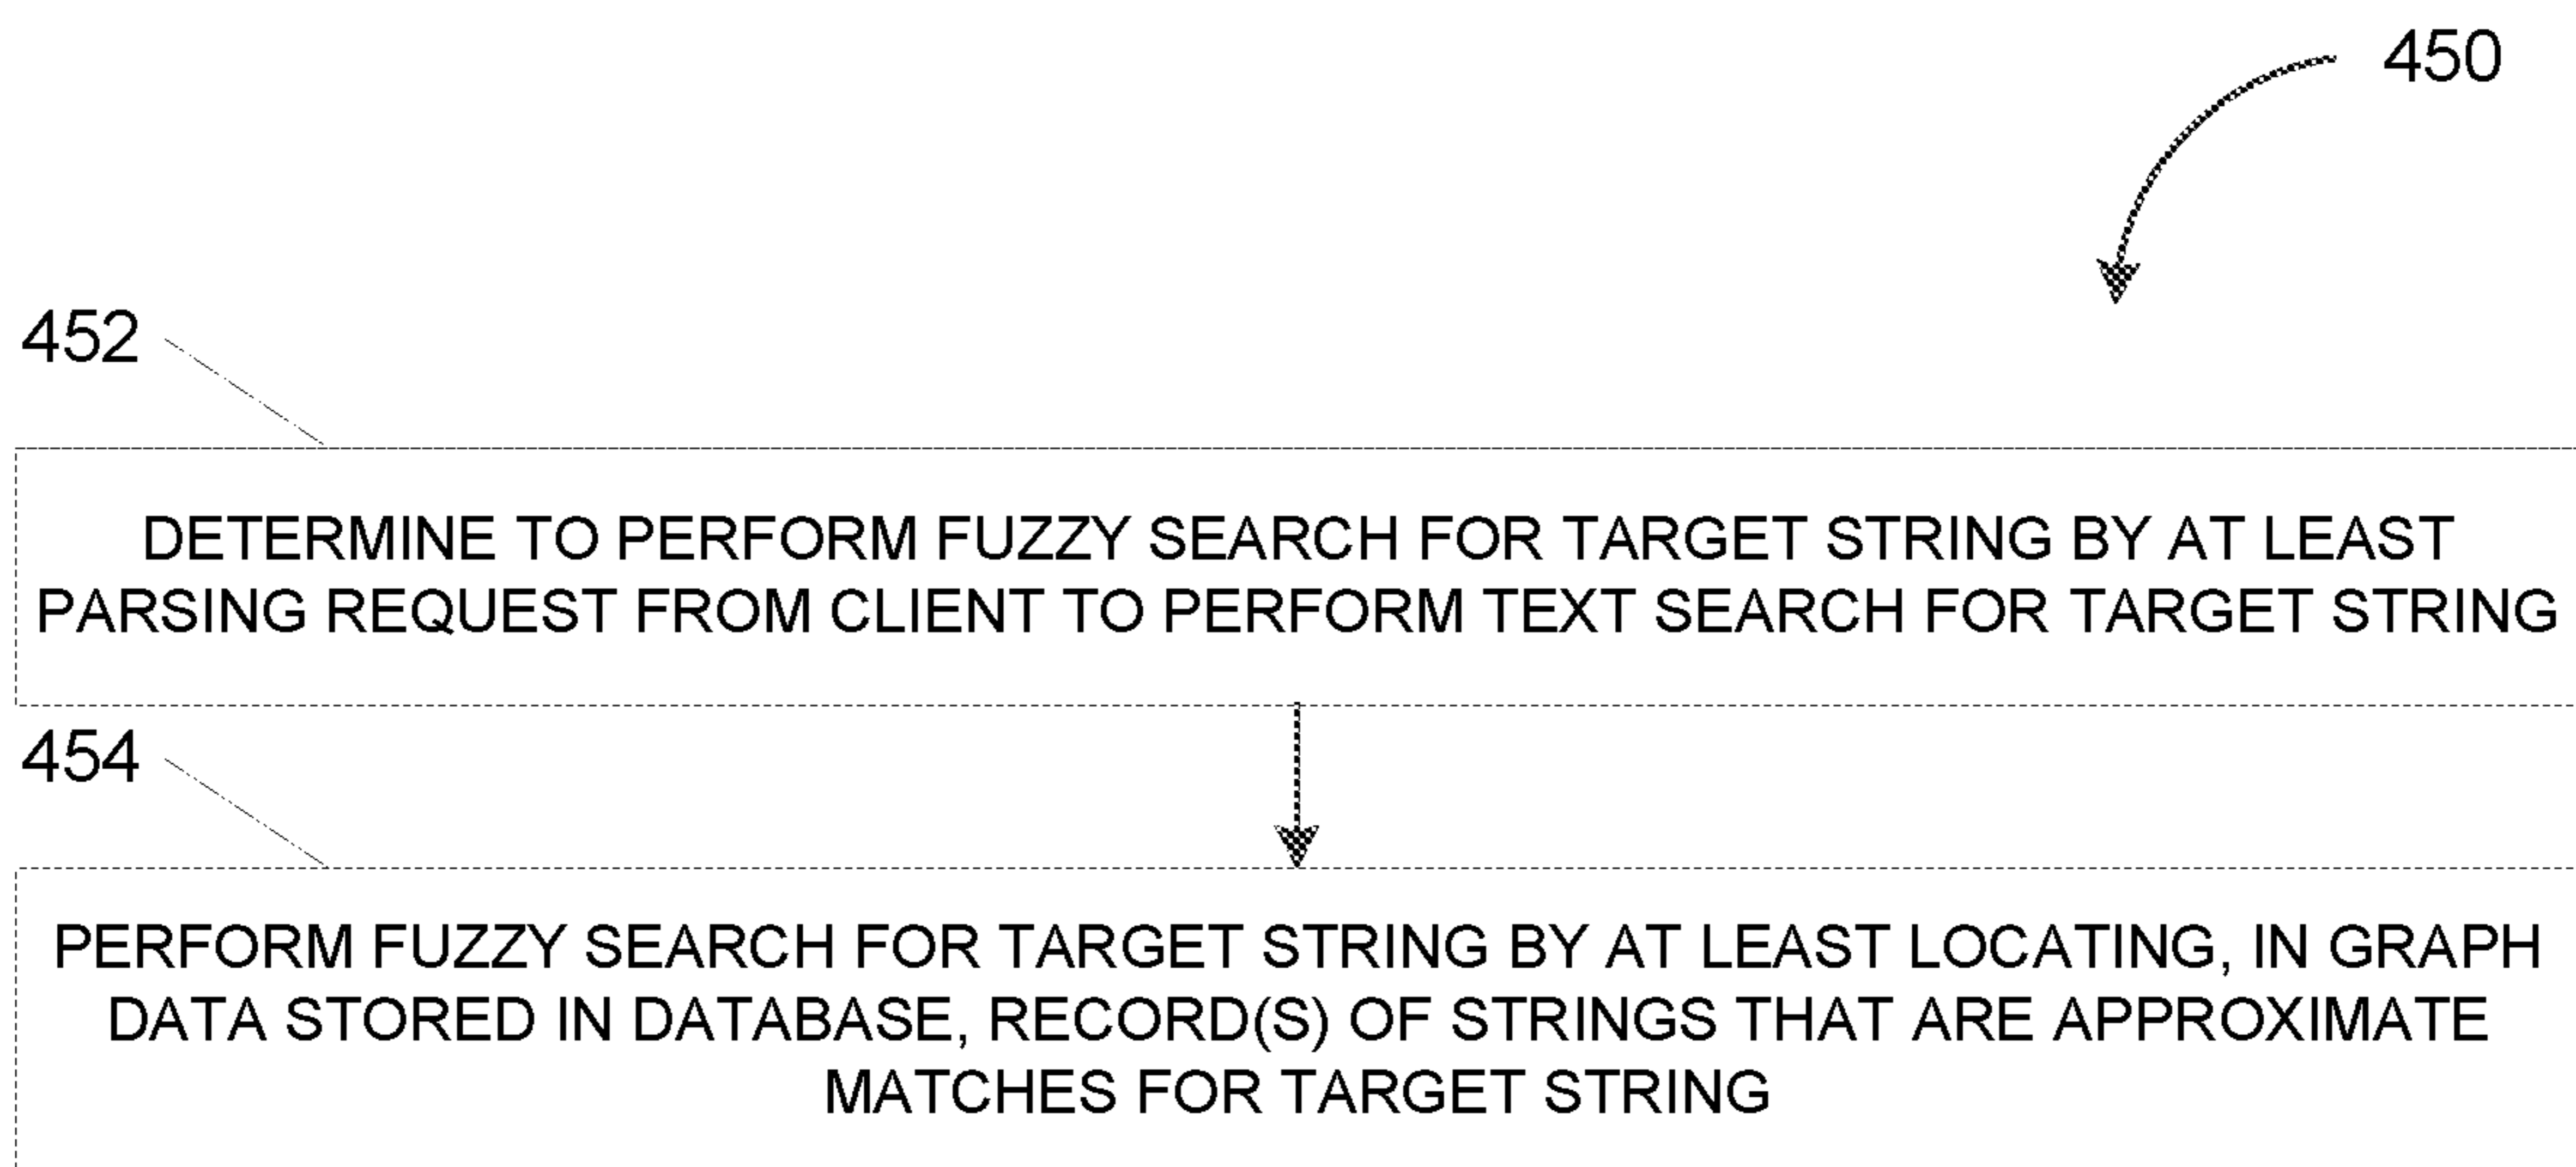 450
452
DETERMINE TO PERFORM FUZZY SEARCH FOR TARGET STRING BY AT LEAST
PARSING REQUEST FROM CLIENT TO PERFORM TEXT SEARCH FOR TARGET STRING
454
PERFORM FUZZY SEARCH FOR TARGET STRING BY AT LEAST LOCATING, IN GRAPH
DATA STORED IN DATABASE, RECORD(S) OF STRINGS THAT ARE APPROXIMATE
MATCHES FOR TARGET STRING